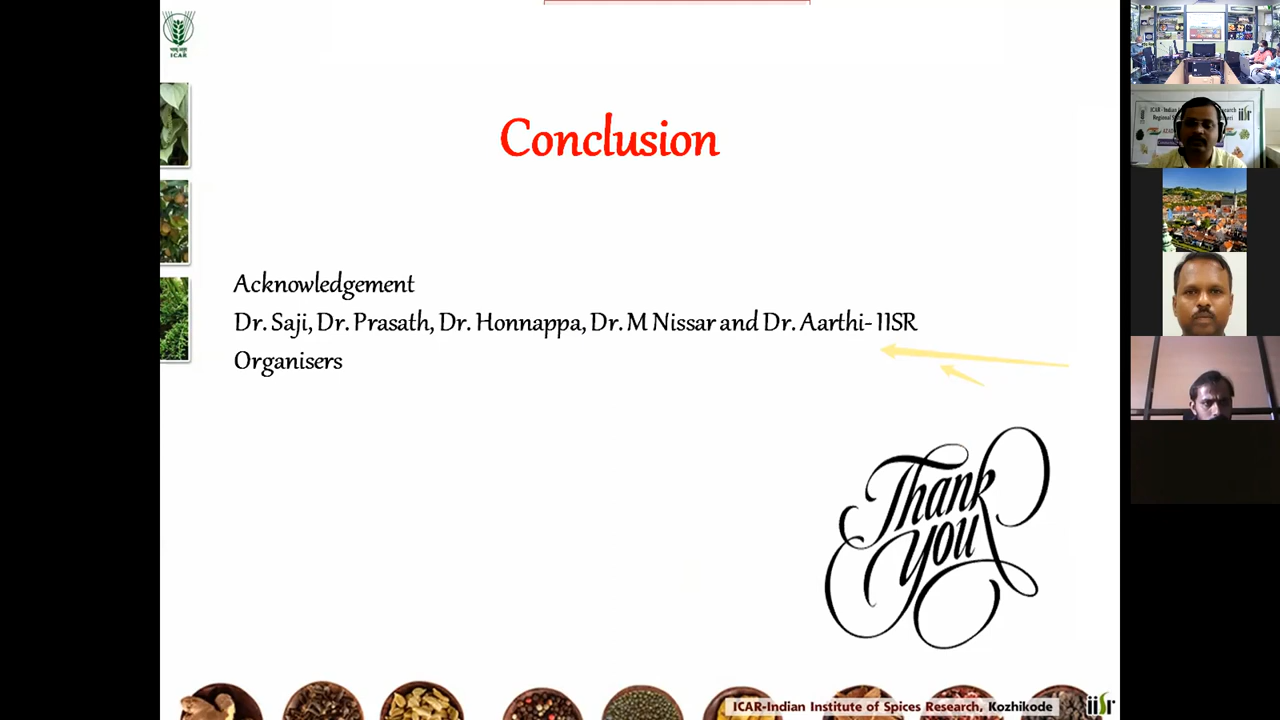 ICAR
Conclusion
Acknowledgement
Dr. Saji, Dr. Prasath, Dr. Honnappa, Dr. M Nissar and Dr. Aarthi- IISR
Organisers
Thank
You
ICAR-Indian Institute of Spices Research, Kozhikode
iisr